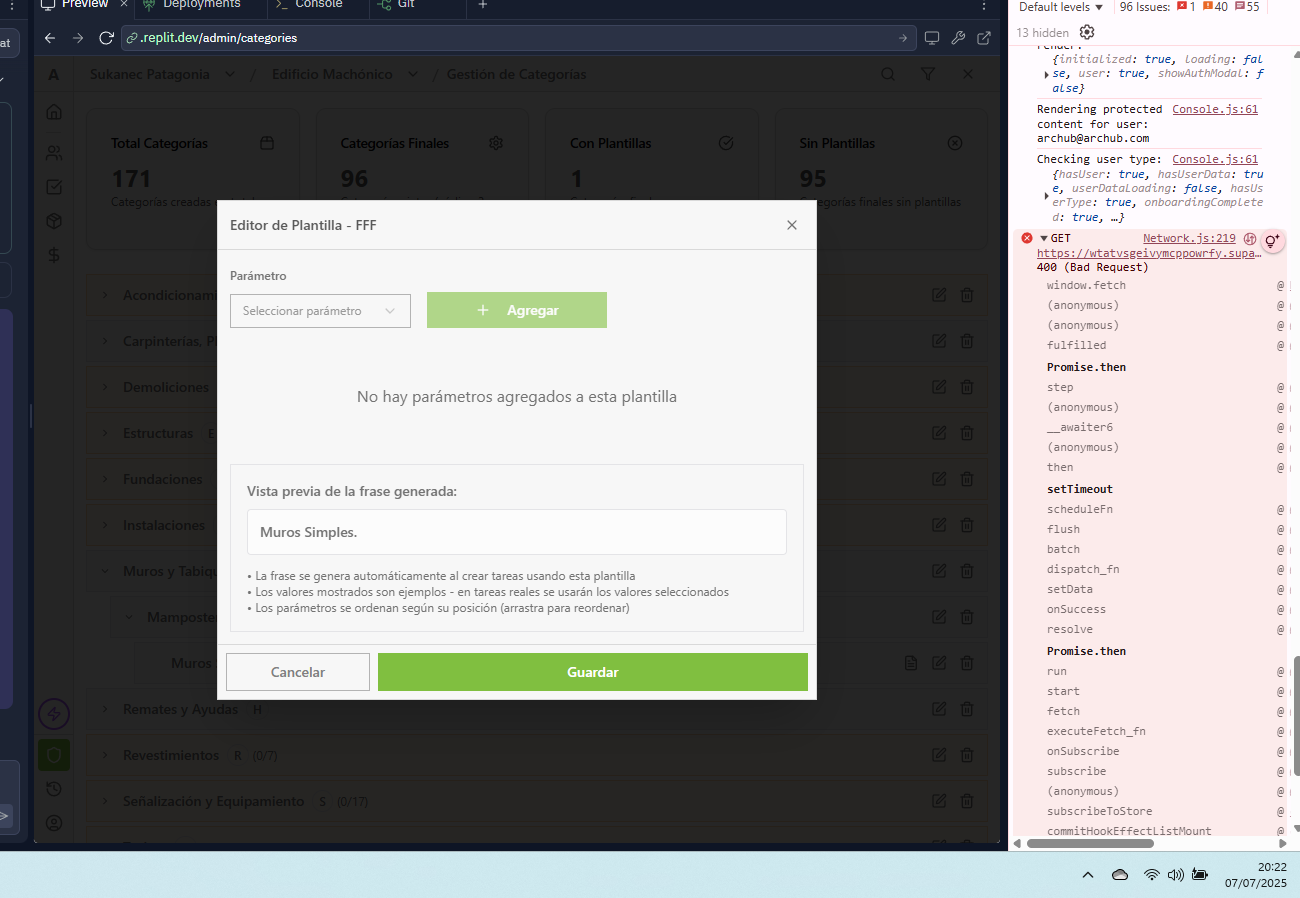 at
Preview
Deployments
Console
Git
.replit.dev/admin/categories
A
Sukanec Patagonia / Edificio Machónico / Gestión de Categorías
Total Categorías
171
Categorías creadas
Categorías Finales
96
Con Plantillas
1
Sin Plantillas
95
Categorías finales sin plantillas
Editor de Plantilla - FFF
Parámetro
Seleccionar parámetro
+ Agregar
No hay parámetros agregados a esta plantilla
Vista previa de la frase generada:
Muros Simples.
• La frase se genera automáticamente al crear tareas usando esta plantilla
• Los valores mostrados son ejemplos - en tareas reales se usarán los valores seleccionados
• Los parámetros se ordenan según su posición (arrastra para reordenar)
Cancelar
Guardar
Acondicionami
Carpinterías, P
Demoliciones
Estructuras E
Fundaciones
Instalaciones
Muros y Tabiq
Mamposte
Muros
Remates y Ayudas H
Revestimientos R (0/7)
Señalización y Equipamiento S (0/17)
Default levels ▼ 96 Issues: 1 40 55
13 hidden
render:
{initialized: true, loading: fal
se, user: true, showAuthModal: f
alse}
Rendering protected Console.js:61
content for user:
archub@archub.com
Checking user type: Console.js:61
{hasUser: true, hasUserData: tru
e, userDataLoading: false, hasUs
erType: true, onboardingComplete
d: true, …}
▼GET Network.js:219
https://wtatvsgeivymcppowrfy.supa…
400 (Bad Request)
window.fetch @
(anonymous) @
(anonymous) @
fulfilled @
Promise.then
step @
(anonymous) @
__awaiter6 @
(anonymous) @
then @
setTimeout
scheduleFn @
flush @
batch @
dispatch_fn @
setData @
onSuccess @
resolve @
Promise.then
run @
start @
fetch @
executeFetch_fn @
onSubscribe @
subscribe @
(anonymous) @
subscribeToStore @
commitHookEffectListMount @
20:22
07/07/2025